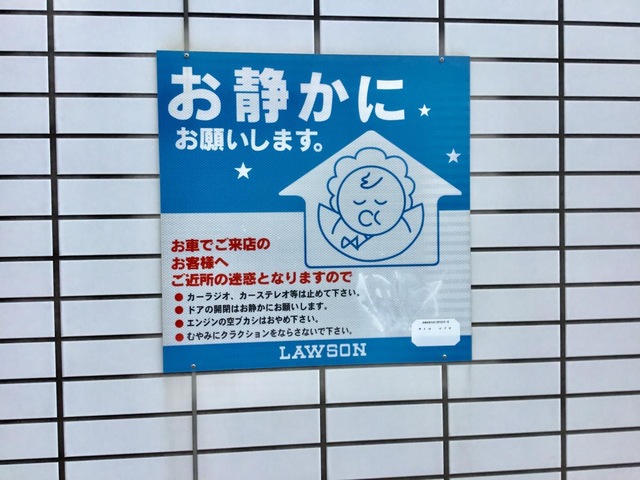 お静かに
お願いします。
お車でご来店の
お客様へ
ご近所の迷惑となりますので
● カーラジオ、カーステレオ等は止めて下さい。
● ドアの開閉はお静かにお願いします。
● エンジンの空ブカシはおやめ下さい。
● むやみにクラクションをならさないで下さい。
LAWSON